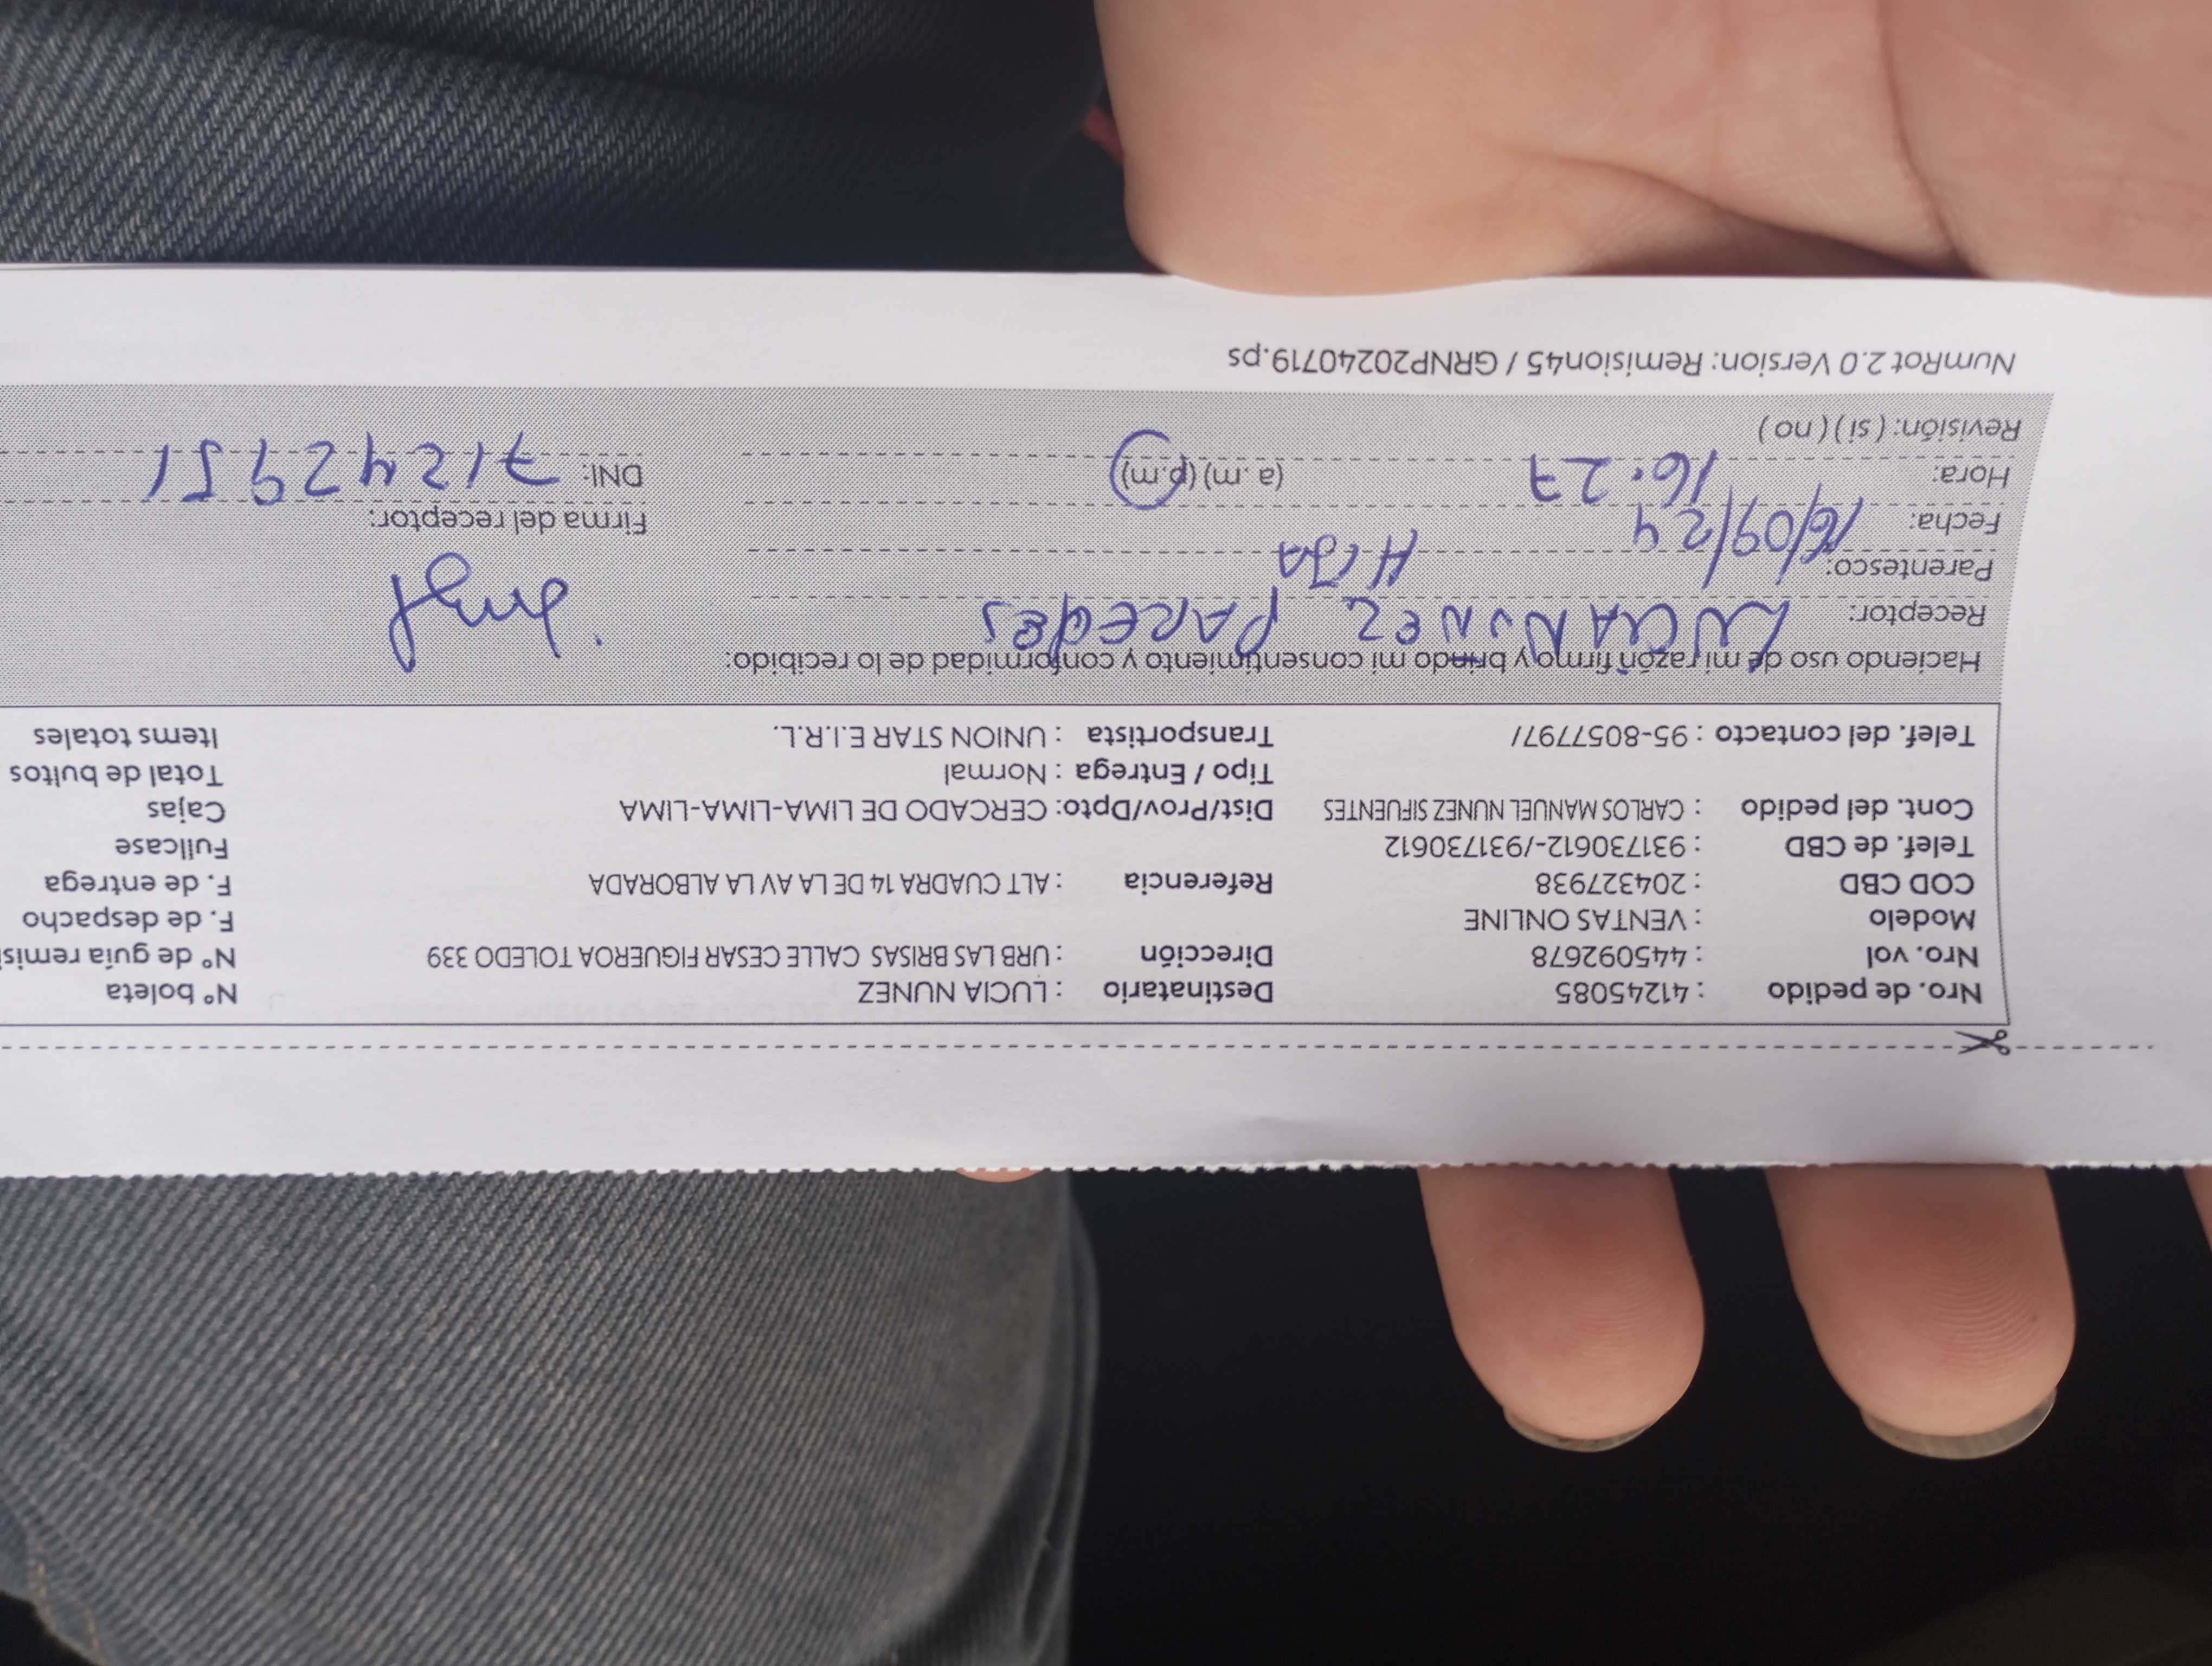 Nro. de pedido : 41245085 Destinatario : LUCIA NUNEZ N° boleta
Nro. vol : 445092678 Dirección : URB LAS BRISAS CALLE CESAR FIGUEROA TOLEDO 339 N° de guía remisi
Modelo : VENTAS ONLINE F. de despacho
COD CBD : 204327938 Referencia : ALT CUADRA 14 DE LA AV LA ALBORADA F. de entrega
Telef. de CBD : 931730612-/931730612 Fullcase
Cont. del pedido : CARLOS MANUEL NUNEZ SIFUENTES Dist/Prov/Dpto: CERCADO DE LIMA-LIMA-LIMA Cajas
Tipo / Entrega : Normal Total de bultos
Telef. del contacto : 95-8057797/ Transportista : UNION STAR E.I.R.L. Items totales
Haciendo uso de mi razón firmo y brindo mi consentimiento y conformidad de lo recibido:
Receptor: LUCIA NUNEZ PAREDES
Parentesco: HIJA
Fecha: 16/09/24 Firma del receptor:
Hora: 16:27 (a.m) (p.m) DNI: 71242951
Revisión: ( si ) ( no )
NumRot 2.0 Version: Remision45 / GRNP20240719.ps